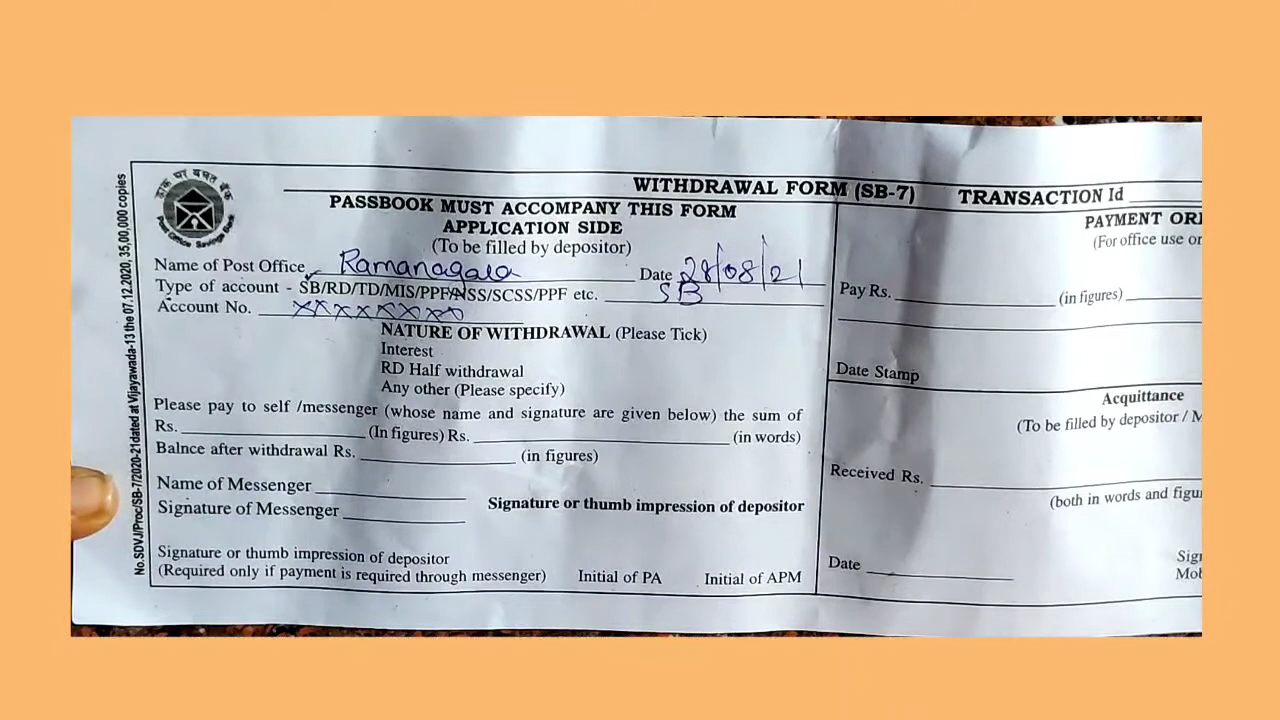 No.SDVJ/Proc/SB-7/2020-21dated at Vijayawada-13 the 07.12.2020, 35,00,000 copies
डाक घर बचत बैंक
Post Office Savings Bank
WITHDRAWAL FORM (SB-7) TRANSACTION Id
PASSBOOK MUST ACCOMPANY THIS FORM
APPLICATION SIDE
(To be filled by depositor)
Name of Post Office Ramanagara Date 28/08/21
Type of account - SB/RD/TD/MIS/PPF/NSS/SCSS/PPF etc. SB
Account No. XXXXXXXX
NATURE OF WITHDRAWAL (Please Tick)
Interest
RD Half withdrawal
Any other (Please specify)
Please pay to self /messenger (whose name and signature are given below) the sum of
Rs. (In figures) Rs. (in words)
Balnce after withdrawal Rs. (in figures)
Name of Messenger
Signature of Messenger Signature or thumb impression of depositor
Signature or thumb impression of depositor
(Required only if payment is required through messenger) Initial of PA Initial of APM
PAYMENT OR
(For office use or
Pay Rs. (in figures)
Date Stamp
Acquittance
(To be filled by depositor / M
Received Rs.
(both in words and figu
Date Sig
Mob